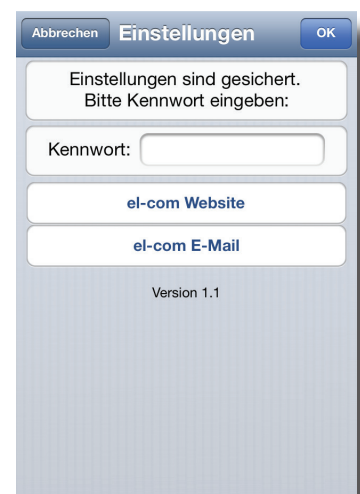 Abbrechen Einstellungen OK
Einstellungen sind gesichert.
Bitte Kennwort eingeben:
Kennwort:
el-com Website
el-com E-Mail
Version 1.1